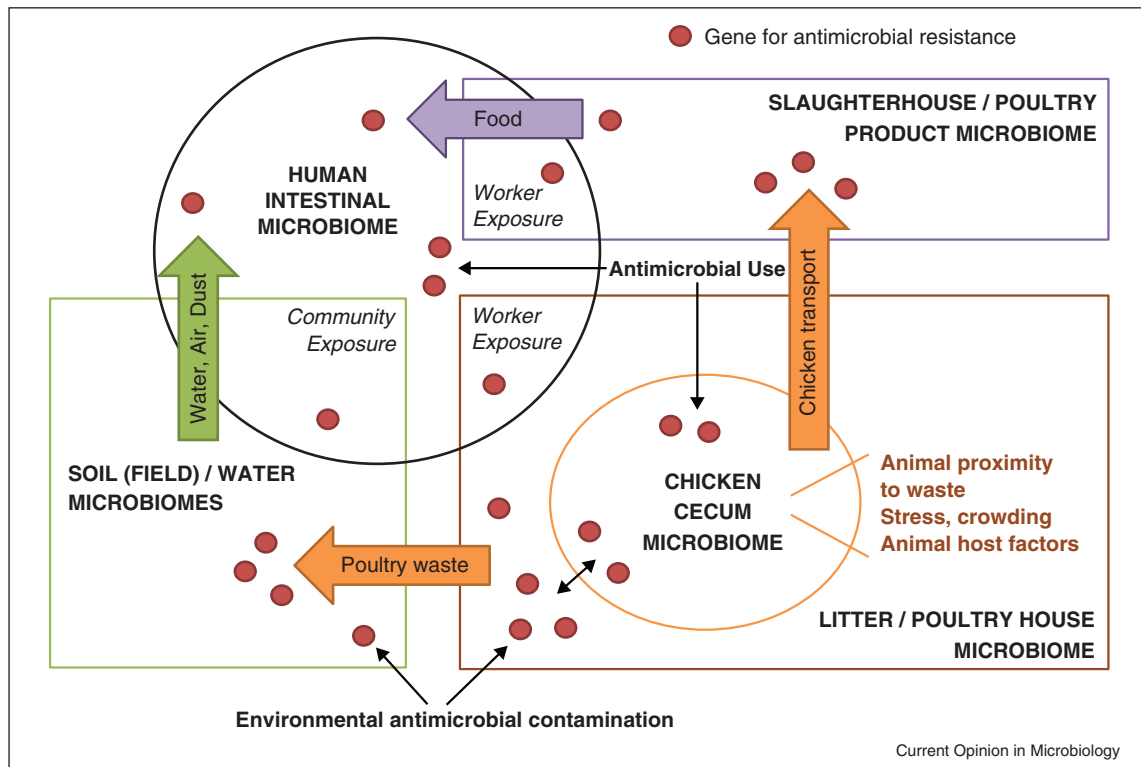 Gene for antimicrobial resistance
SLAUGHTERHOUSE / POULTRY
PRODUCT MICROBIOME
Food
HUMAN
INTESTINAL
MICROBIOME
Worker
Exposure
Antimicrobial Use
Water, Air, Dust
Community
Exposure
Worker
Exposure
Chicken transport
SOIL (FIELD) / WATER
MICROBIOMES
CHICKEN
CECUM
MICROBIOME
Animal proximity
to waste
Stress, crowding
Animal host factors
Poultry waste
LITTER / POULTRY HOUSE
MICROBIOME
Environmental antimicrobial contamination
Current Opinion in Microbiology